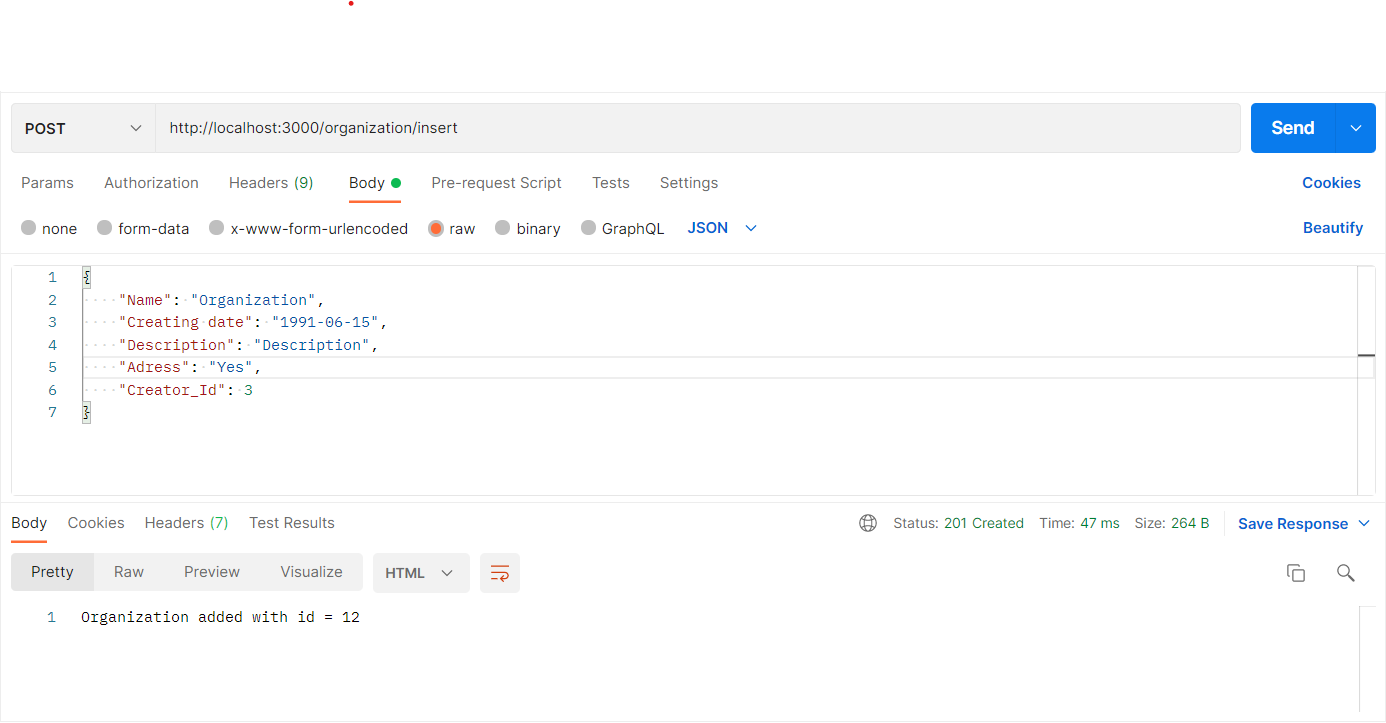 POST http://localhost:3000/organization/insert Send
Params Authorization Headers (9) Body Pre-request Script Tests Settings Cookies
none form-data x-www-form-urlencoded raw binary GraphQL JSON Beautify
1 {
2 "Name": "Organization",
3 "Creating date": "1991-06-15",
4 "Description": "Description",
5 "Adress": "Yes",
6 "Creator_Id": 3
7 }
Body Cookies Headers (7) Test Results Status: 201 Created Time: 47 ms Size: 264 B Save Response
Pretty Raw Preview Visualize HTML
1 Organization added with id = 12